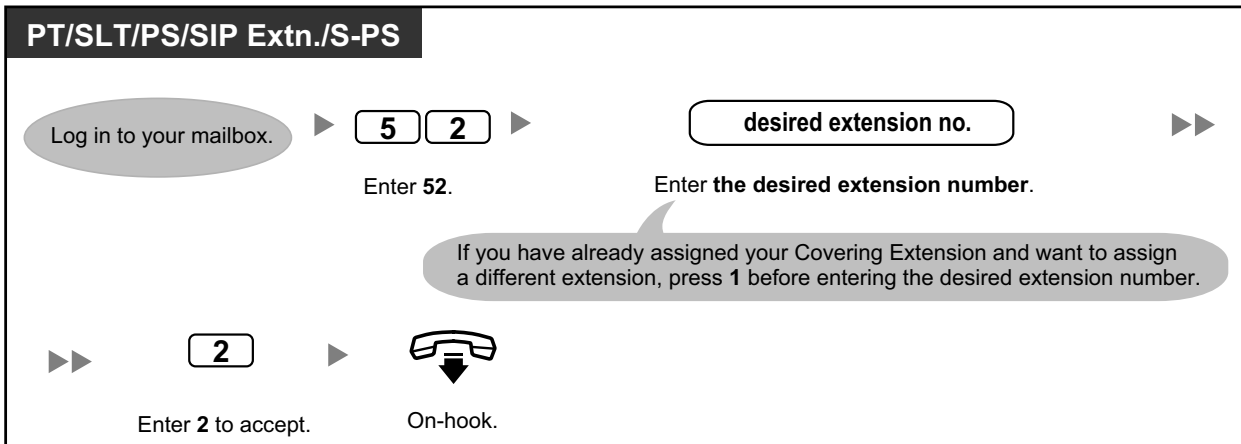 PT/SLT/PS/SIP Extn./S-PS
Log in to your mailbox.
5 2
Enter 52.
desired extension no.
Enter the desired extension number.
If you have already assigned your Covering Extension and want to assign
a different extension, press 1 before entering the desired extension number.
2
Enter 2 to accept.
On-hook.